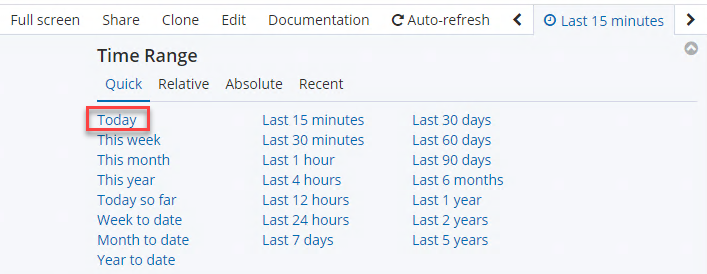 Full screen Share Clone Edit Documentation Auto-refresh Last 15 minutes
Time Range
Quick Relative Absolute Recent
Today Last 15 minutes Last 30 days
This week Last 30 minutes Last 60 days
This month Last 1 hour Last 90 days
This year Last 4 hours Last 6 months
Today so far Last 12 hours Last 1 year
Week to date Last 24 hours Last 2 years
Month to date Last 7 days Last 5 years
Year to date